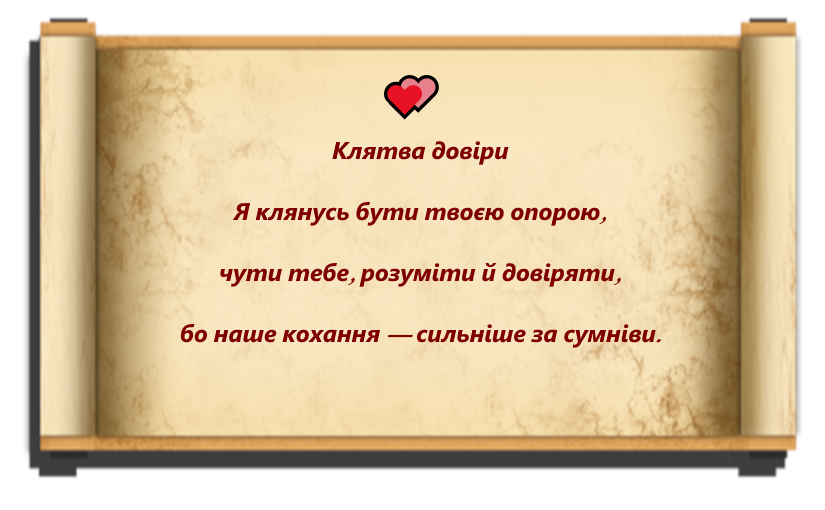 Клятва довіри
Я клянусь бути твоєю опорою,
чути тебе, розуміти й довіряти,
бо наше кохання — сильніше за сумніви.